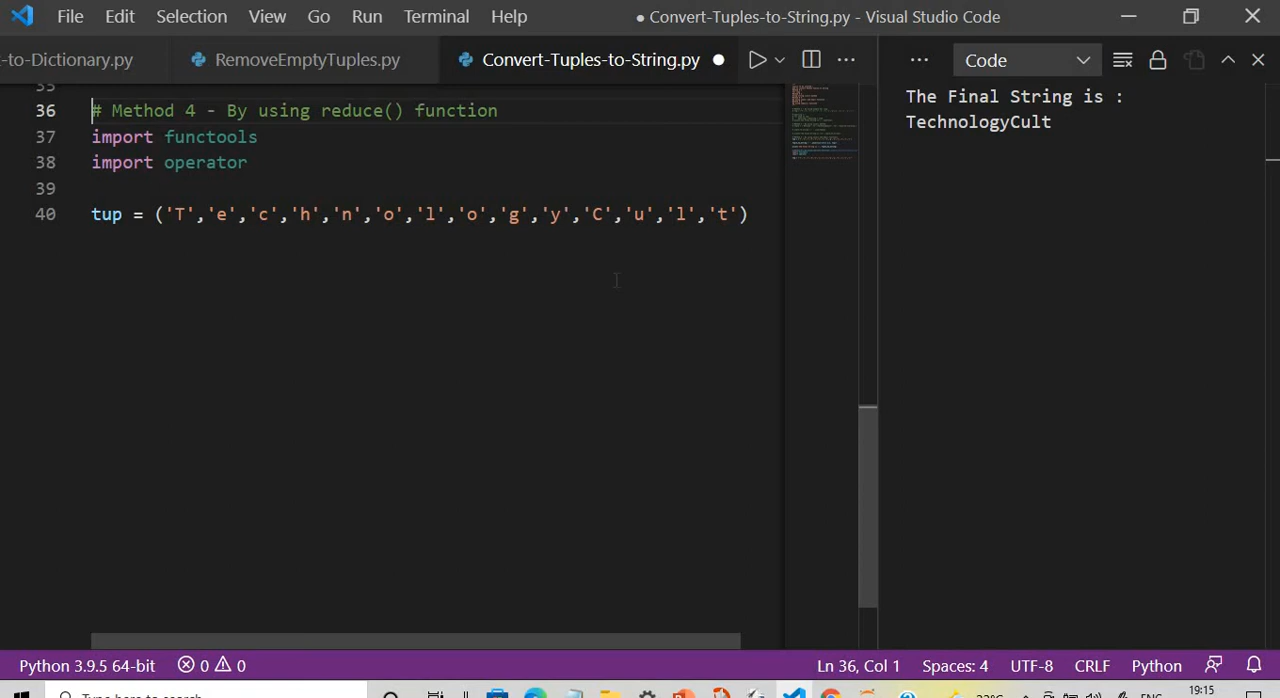 File Edit Selection View Go Run Terminal Help ● Convert-Tuples-to-String.py - Visual Studio Code
-to-Dictionary.py RemoveEmptyTuples.py Convert-Tuples-to-String.py ● ··· ··· Code
35
36 # Method 4 - By using reduce() function
37 import functools
38 import operator
39
40 tup = ('T','e','c','h','n','o','l','o','g','y','C','u','l','t')
The Final String is :
TechnologyCult
Python 3.9.5 64-bit 0 0 Ln 36, Col 1 Spaces: 4 UTF-8 CRLF Python
19:15